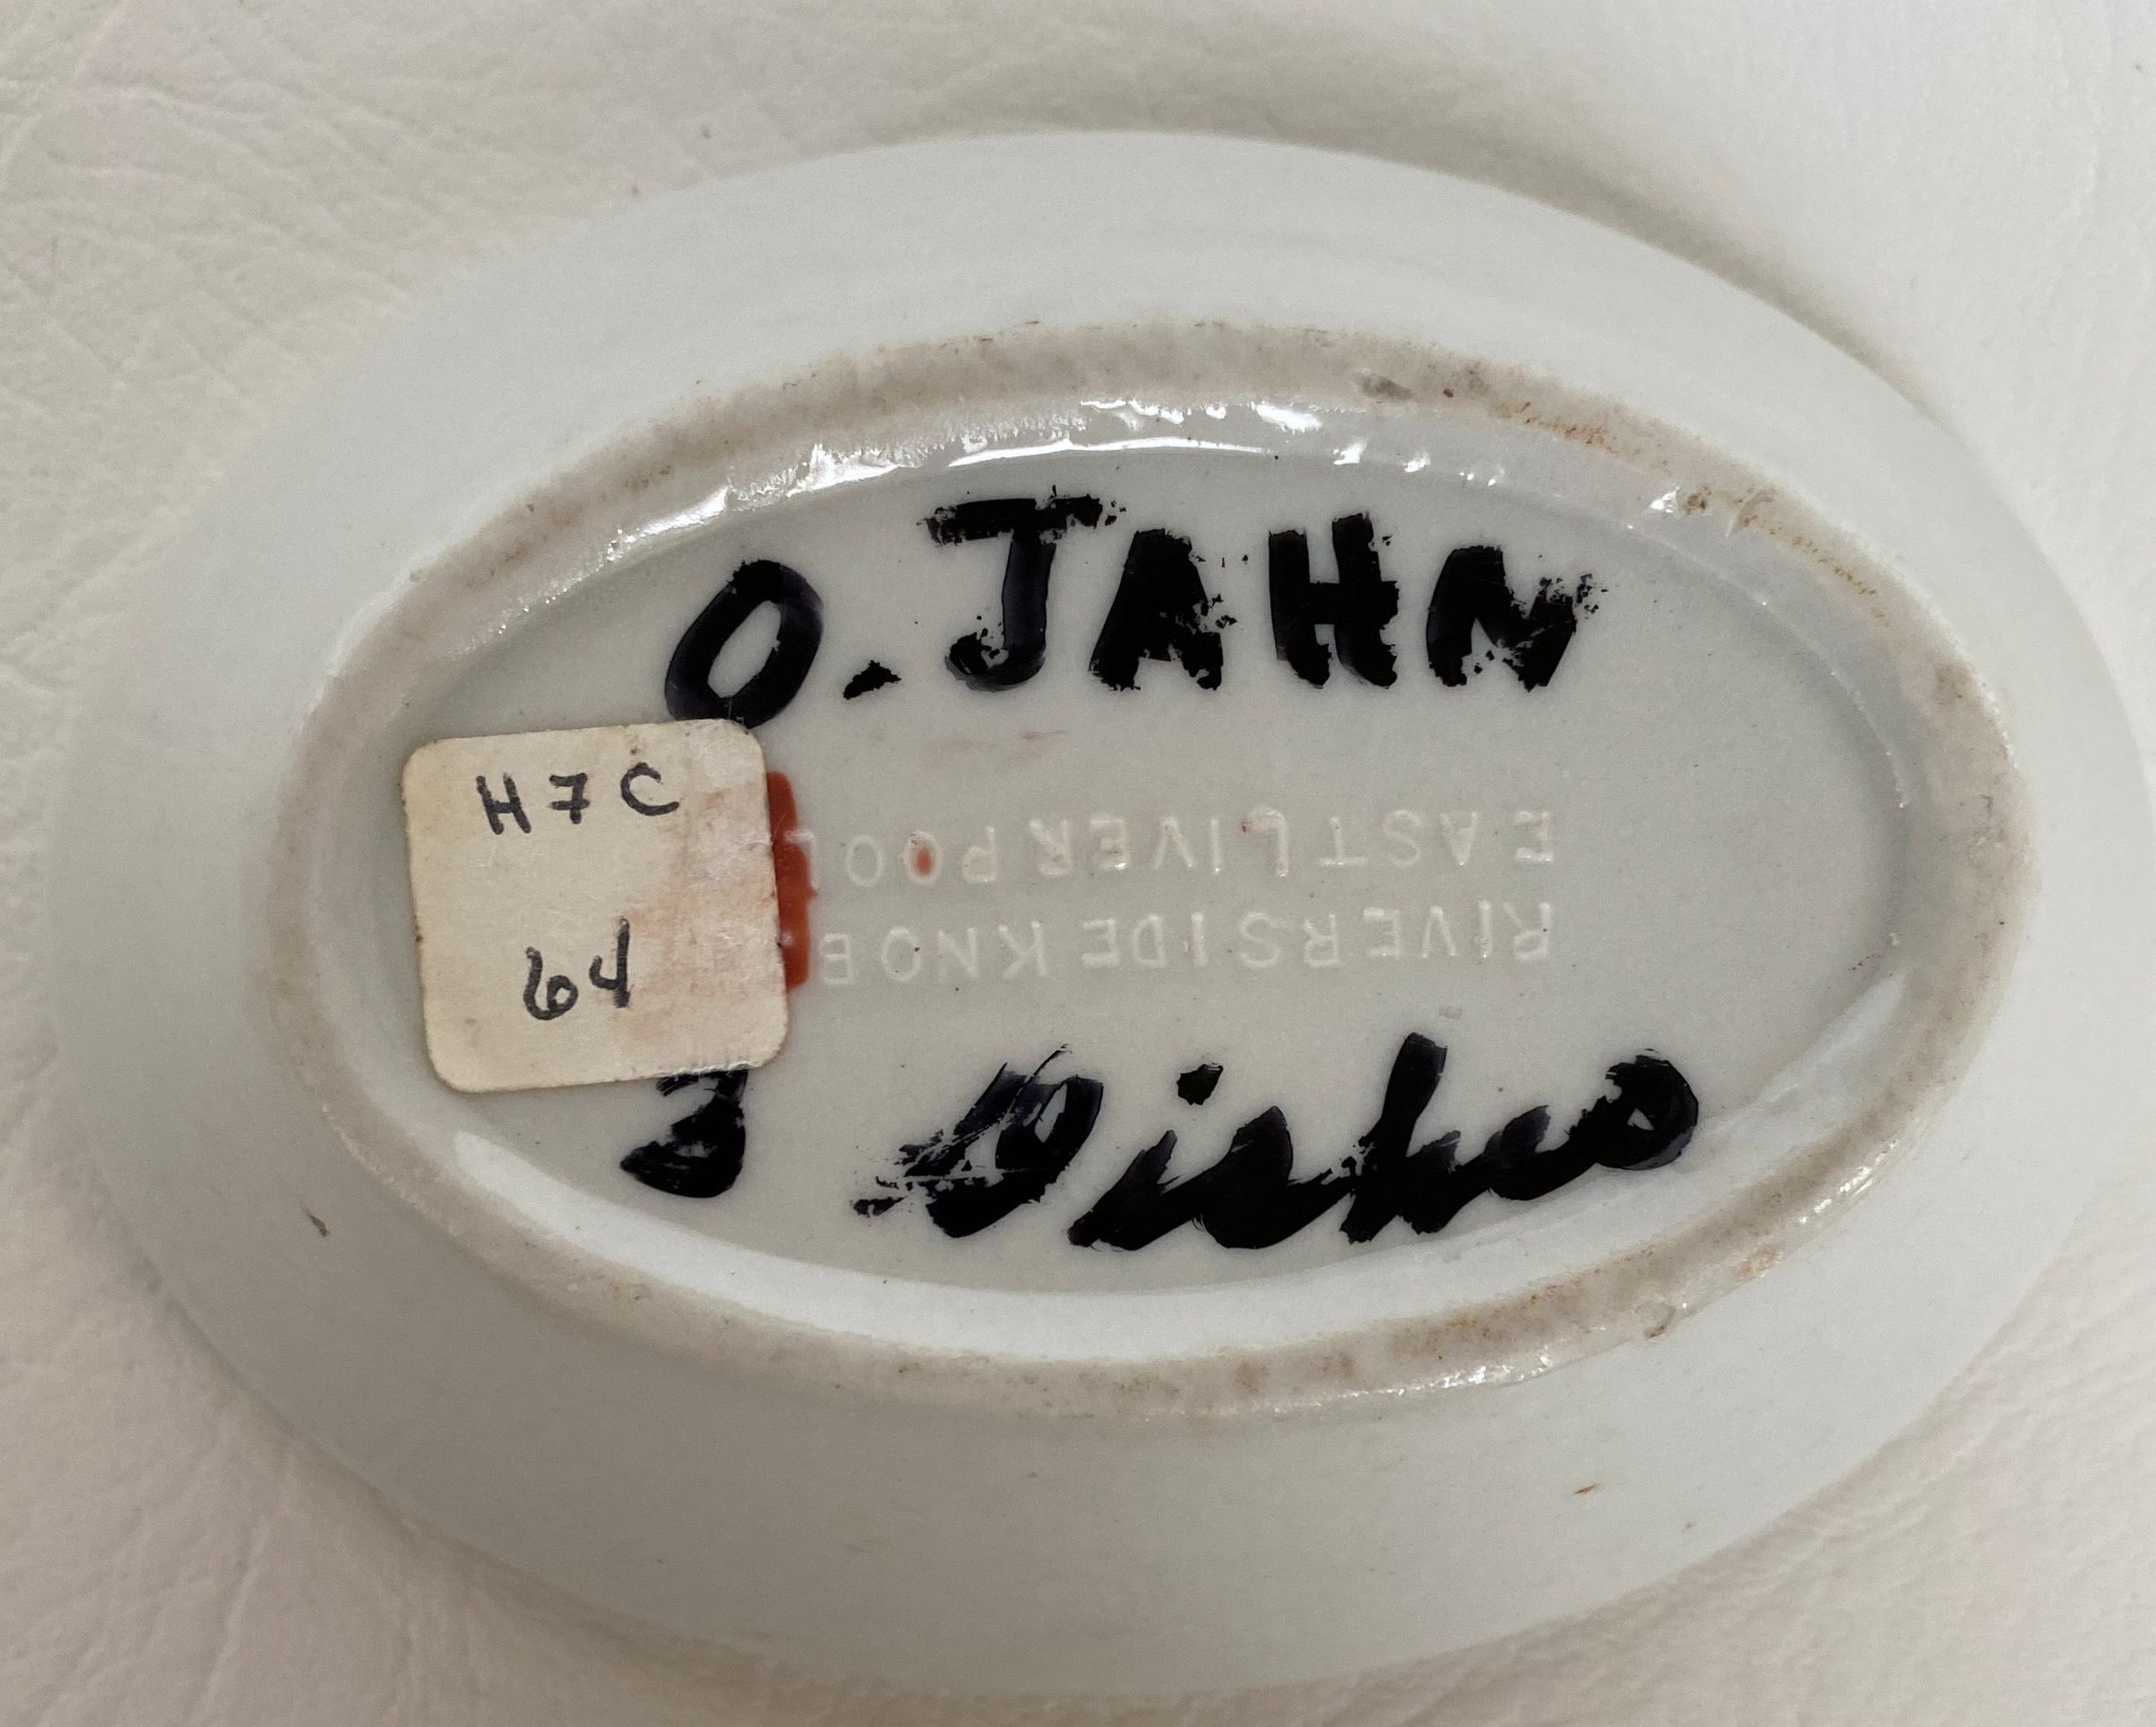 O. JAHN
H7C
64
EAST LIVERPOOL
RIVERSIDE KNOB
3 Dishes